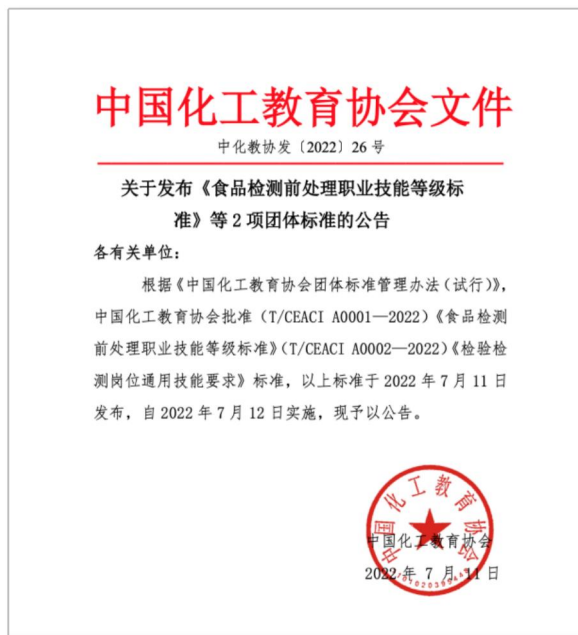 中国化工教育协会文件
中化教协发〔2022〕26 号
关于发布《食品检测前处理职业技能等级标
准》等 2 项团体标准的公告
各有关单位：
根据《中国化工教育协会团体标准管理办法（试行）》，
中国化工教育协会批准（T/CEACI A0001—2022）《食品检测
前处理职业技能等级标准》（T/CEACI A0002—2022）《检验检
测岗位通用技能要求》标准，以上标准于 2022 年 7 月 11 日
发布，自 2022 年 7 月 12 日实施，现予以公告。
中国化工教育协会
中国化工教育协会
2022 年 7 月 11 日